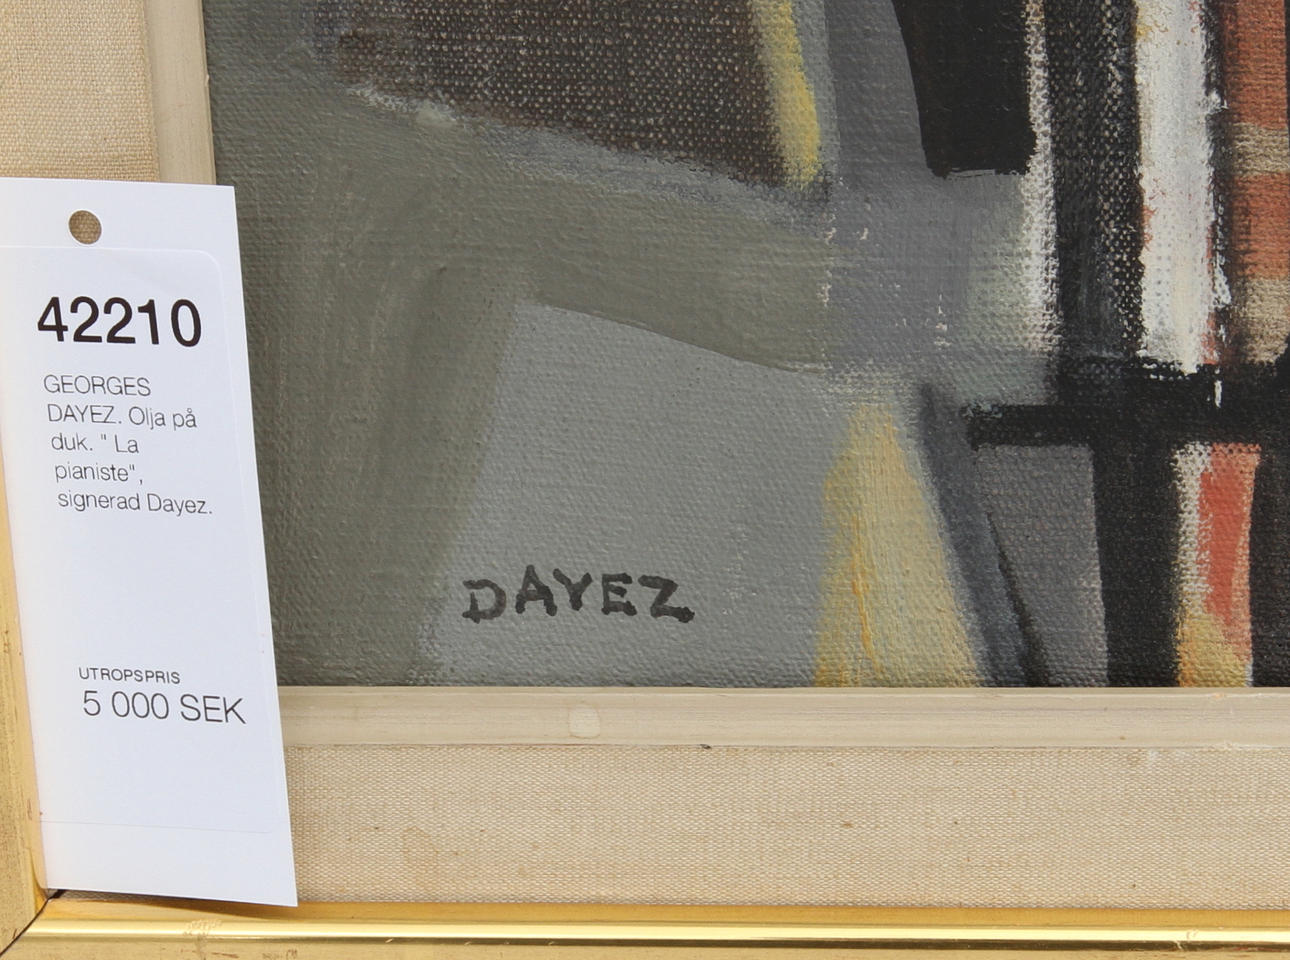 42210
GEORGES
DAYEZ. Olja på
duk. " La
pianiste",
signerad Dayez.
UTROPSPRIS
5 000 SEK
DAYEZ